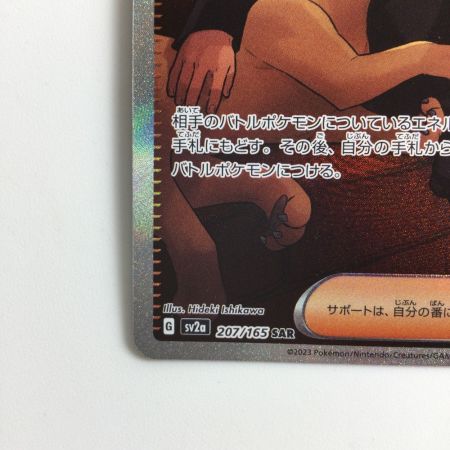 相手のバトルポケモンについているエネル
手札にもどす。その後、自分の手札から
バトルポケモンにつける。
Illus. Hideki Ishikawa
サポートは、自分の番に
G sv2a 207/165 SAR
©2023 Pokémon/Nintendo/Creatures/GAM